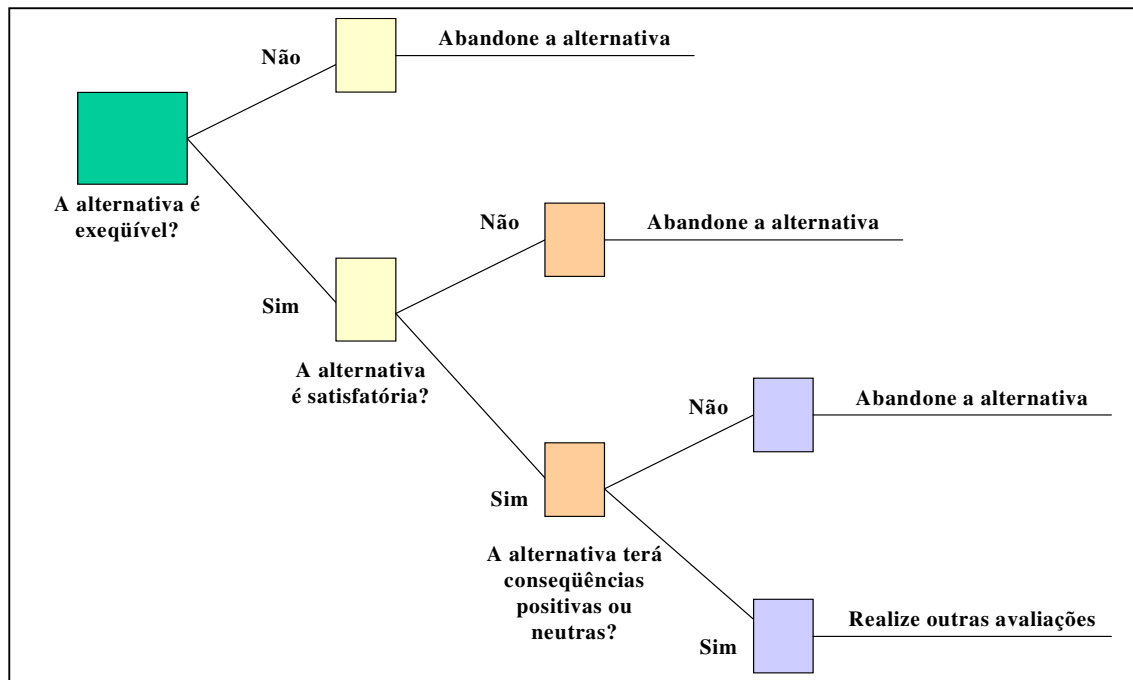 Não
Abandone a alternativa
A alternativa é
exeqüível?
Não
Abandone a alternativa
Sim
A alternativa
é satisfatória?
Não
Abandone a alternativa
Sim
A alternativa terá
conseqüências
positivas ou
neutras?
Sim
Realize outras avaliações